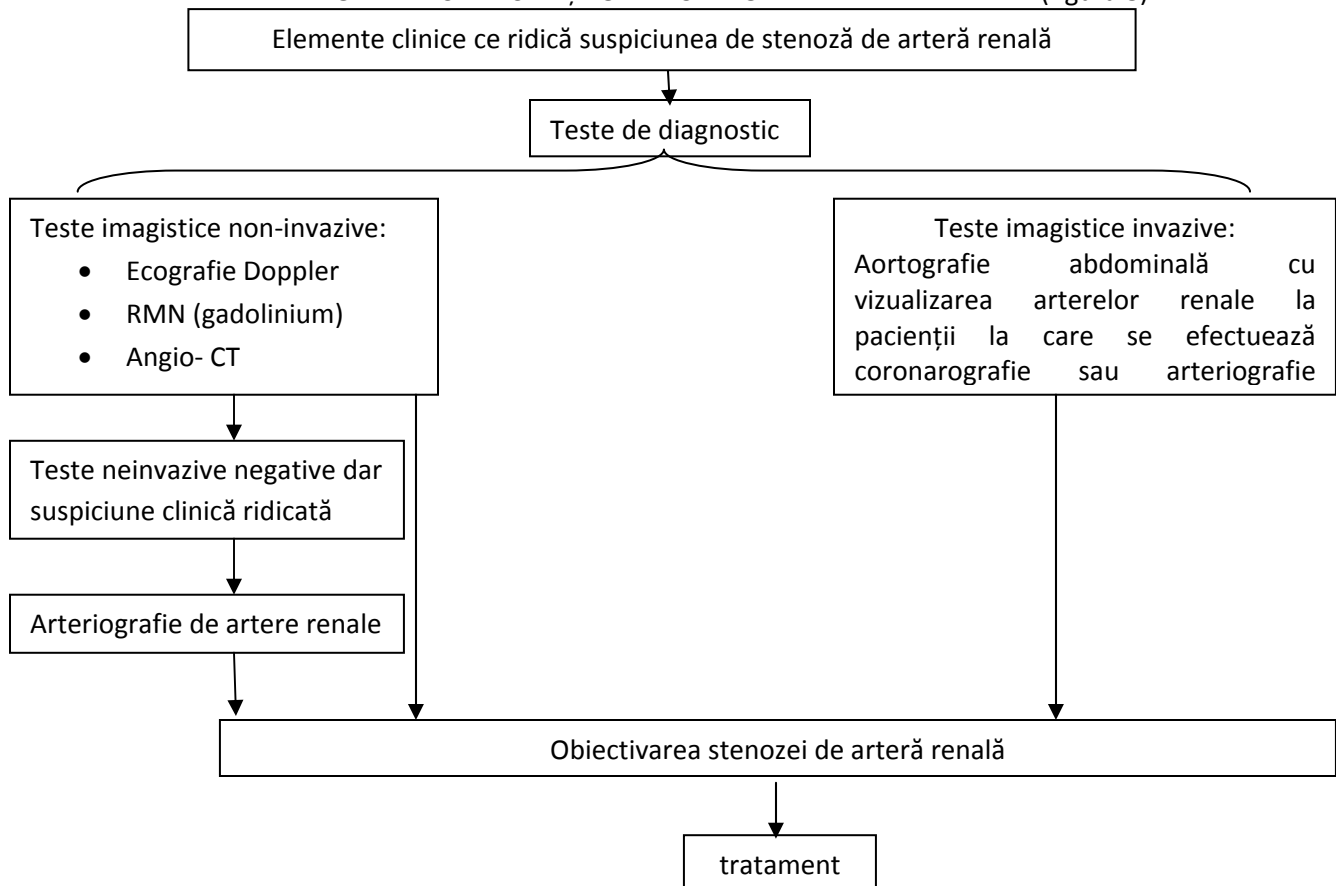 Elemente clinice ce ridică suspiciunea de stenoză de arteră renală
Teste de diagnostic
Teste imagistice non-invazive:
• Ecografie Doppler
• RMN (gadolinium)
• Angio- CT
Teste imagistice invazive:
Aortografie abdominală cu
vizualizarea arterelor renale la
pacienții la care se efectuează
coronarografie sau arteriografie
Teste neinvazive negative dar
suspiciune clinică ridicată
Arteriografie de artere renale
Obiectivarea stenozei de arteră renală
tratament